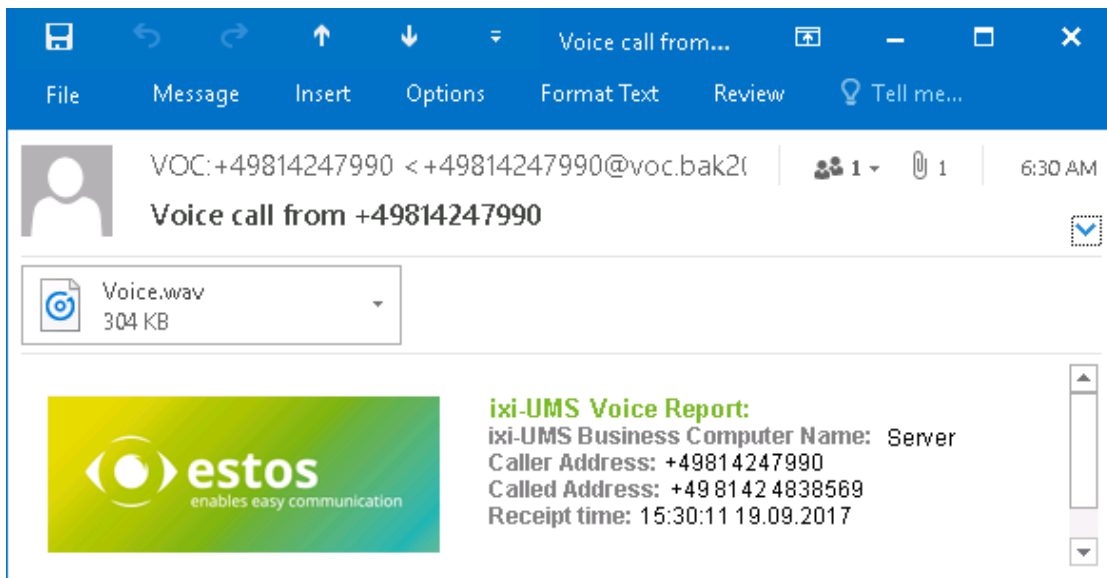 Voice call from...
File Message Insert Options Format Text Review Tell me...
VOC:+49814247990 <+49814247990@voc.bak2( 1 1 6:30 AM
Voice call from +49814247990
Voice.wav
304 KB
ixi-UMS Voice Report:
ixi-UMS Business Computer Name: Server
Caller Address: +49814247990
Called Address: +49 8142 4838569
Receipt time: 15:30:11 19.09.2017
estos
enables easy communication